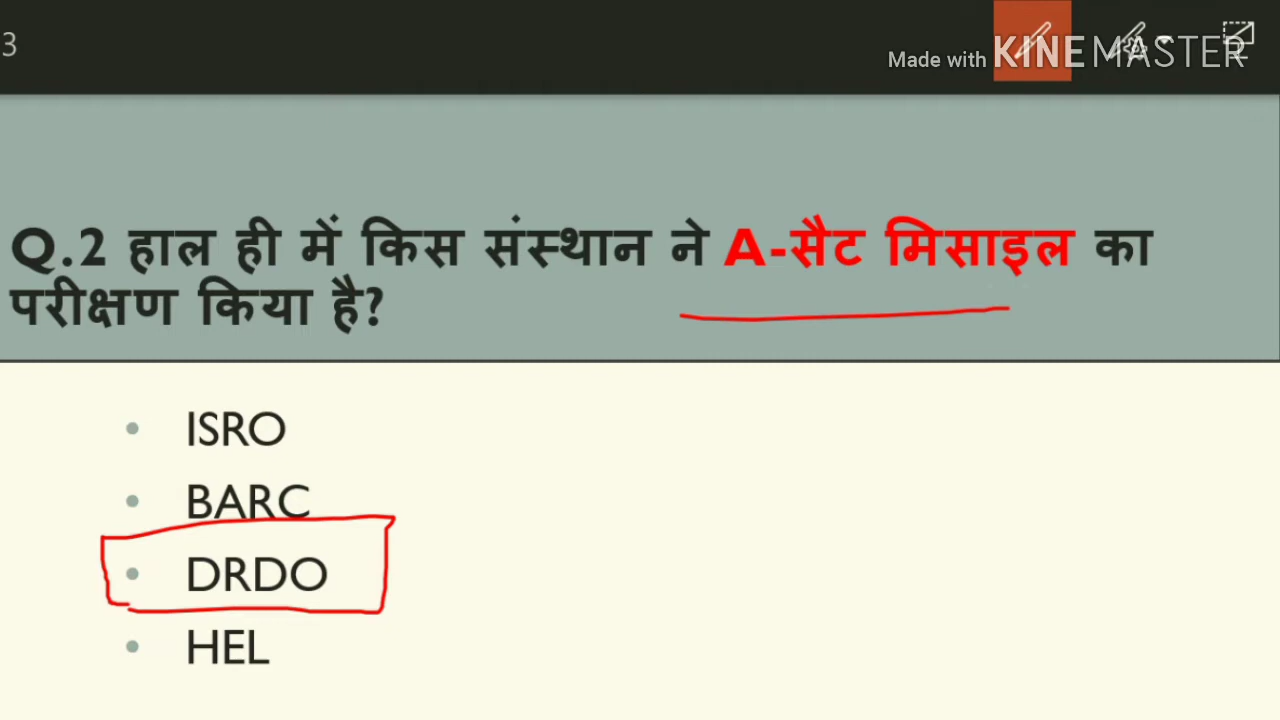 3
Made with KINEMASTER
Q.2 हाल ही में किस संस्थान ने A-सैट मिसाइल का
परीक्षण किया है?
• ISRO
• BARC
• DRDO
• HEL